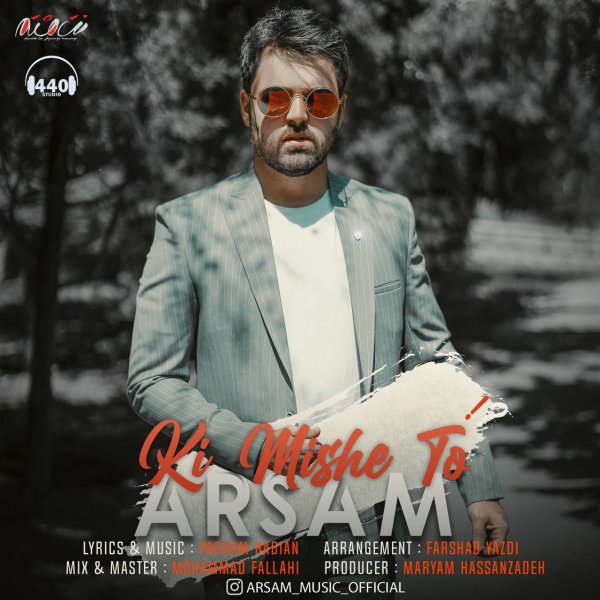 440
STUDIO
Ki Mishe To!
ARSAM
LYRICS & MUSIC : PARHAM HADIAN ARRANGEMENT : FARSHAD YAZDI
MIX & MASTER : MOHAMMAD FALLAHI PRODUCER : MARYAM HASSANZADEH
ARSAM_MUSIC_OFFICIAL